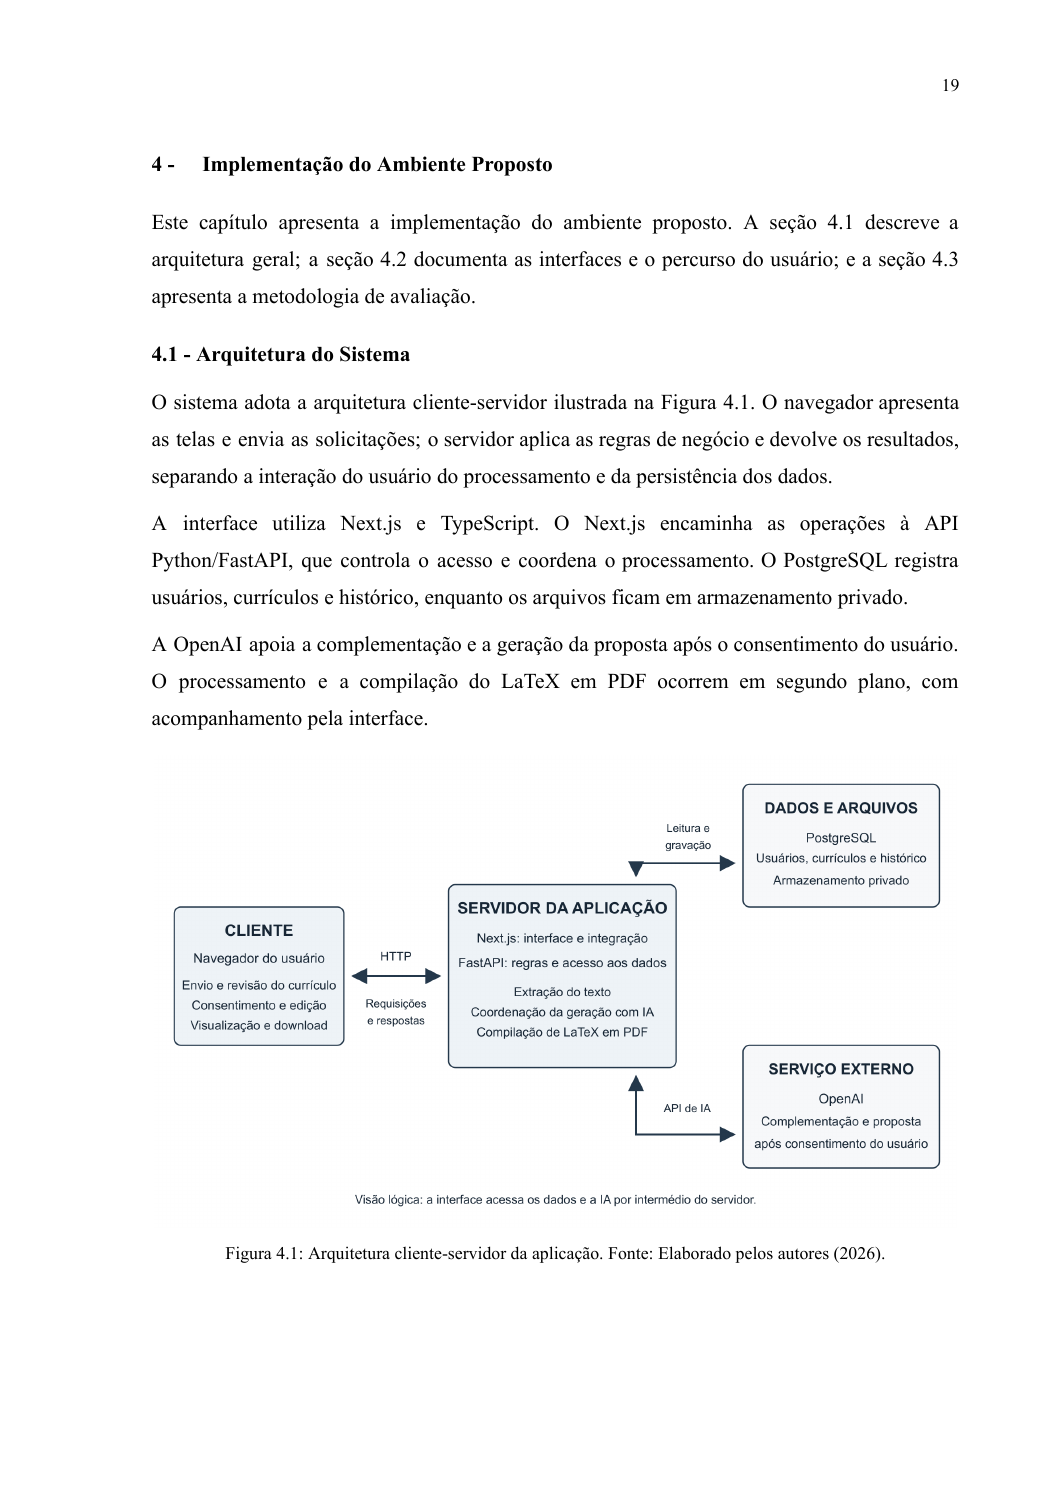 19
4 - Implementação do Ambiente Proposto
Este capítulo apresenta a implementação do ambiente proposto. A seção 4.1 descreve a
arquitetura geral; a seção 4.2 documenta as interfaces e o percurso do usuário; e a seção 4.3
apresenta a metodologia de avaliação.
4.1 - Arquitetura do Sistema
O sistema adota a arquitetura cliente-servidor ilustrada na Figura 4.1. O navegador apresenta
as telas e envia as solicitações; o servidor aplica as regras de negócio e devolve os resultados,
separando a interação do usuário do processamento e da persistência dos dados.
A interface utiliza Next.js e TypeScript. O Next.js encaminha as operações à API
Python/FastAPI, que controla o acesso e coordena o processamento. O PostgreSQL registra
usuários, currículos e histórico, enquanto os arquivos ficam em armazenamento privado.
A OpenAI apoia a complementação e a geração da proposta após o consentimento do usuário.
O processamento e a compilação do LaTeX em PDF ocorrem em segundo plano, com
acompanhamento pela interface.
CLIENTE
Navegador do usuário
Envio e revisão do currículo
Consentimento e edição
Visualização e download
HTTP
Requisições
e respostas
SERVIDOR DA APLICAÇÃO
Next.js: interface e integração
FastAPI: regras e acesso aos dados
Extração do texto
Coordenação da geração com IA
Compilação de LaTeX em PDF
Leitura e
gravação
DADOS E ARQUIVOS
PostgreSQL
Usuários, currículos e histórico
Armazenamento privado
API de IA
SERVIÇO EXTERNO
OpenAI
Complementação e proposta
após consentimento do usuário
Visão lógica: a interface acessa os dados e a IA por intermédio do servidor.
Figura 4.1: Arquitetura cliente-servidor da aplicação. Fonte: Elaborado pelos autores (2026).